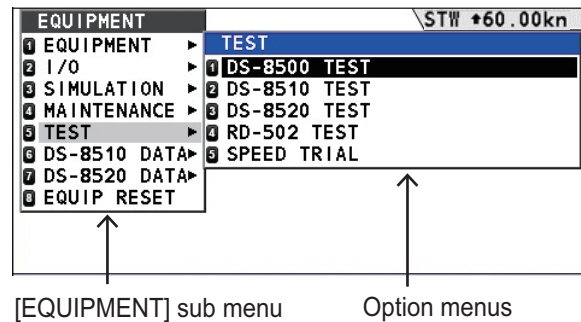 EQUIPMENT
STW ⬆60.00kn
1 EQUIPMENT ▶
2 I/O ▶
3 SIMULATION ▶
4 MAINTENANCE ▶
5 TEST ▶
6 DS-8510 DATA▶
7 DS-8520 DATA▶
8 EQUIP RESET
TEST
1 DS-8500 TEST
2 DS-8510 TEST
3 DS-8520 TEST
4 RD-502 TEST
5 SPEED TRIAL
[EQUIPMENT] sub menu
Option menus